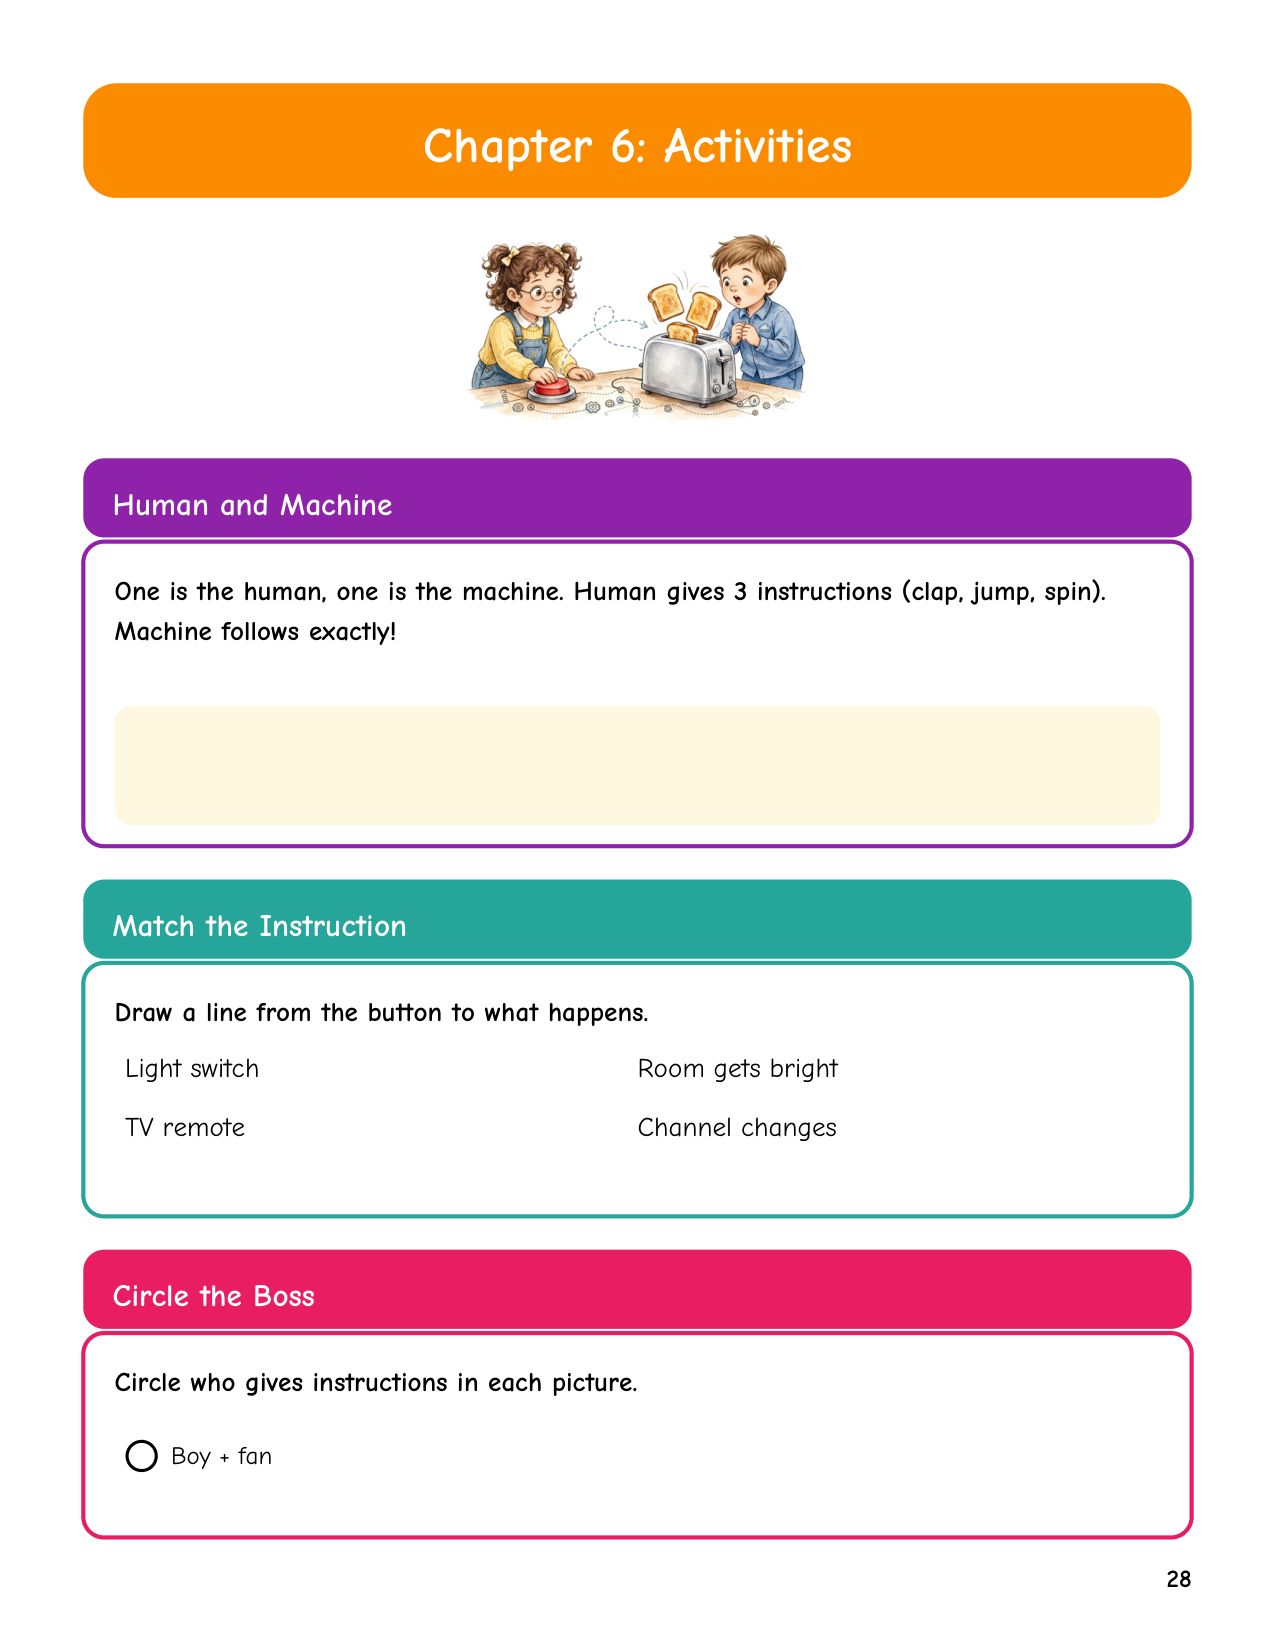 Chapter 6: Activities
Human and Machine
One is the human, one is the machine. Human gives 3 instructions (clap, jump, spin).
Machine follows exactly!
Match the Instruction
Draw a line from the button to what happens.
Light switch
Room gets bright
TV remote
Channel changes
Circle the Boss
Circle who gives instructions in each picture.
Boy + fan
28